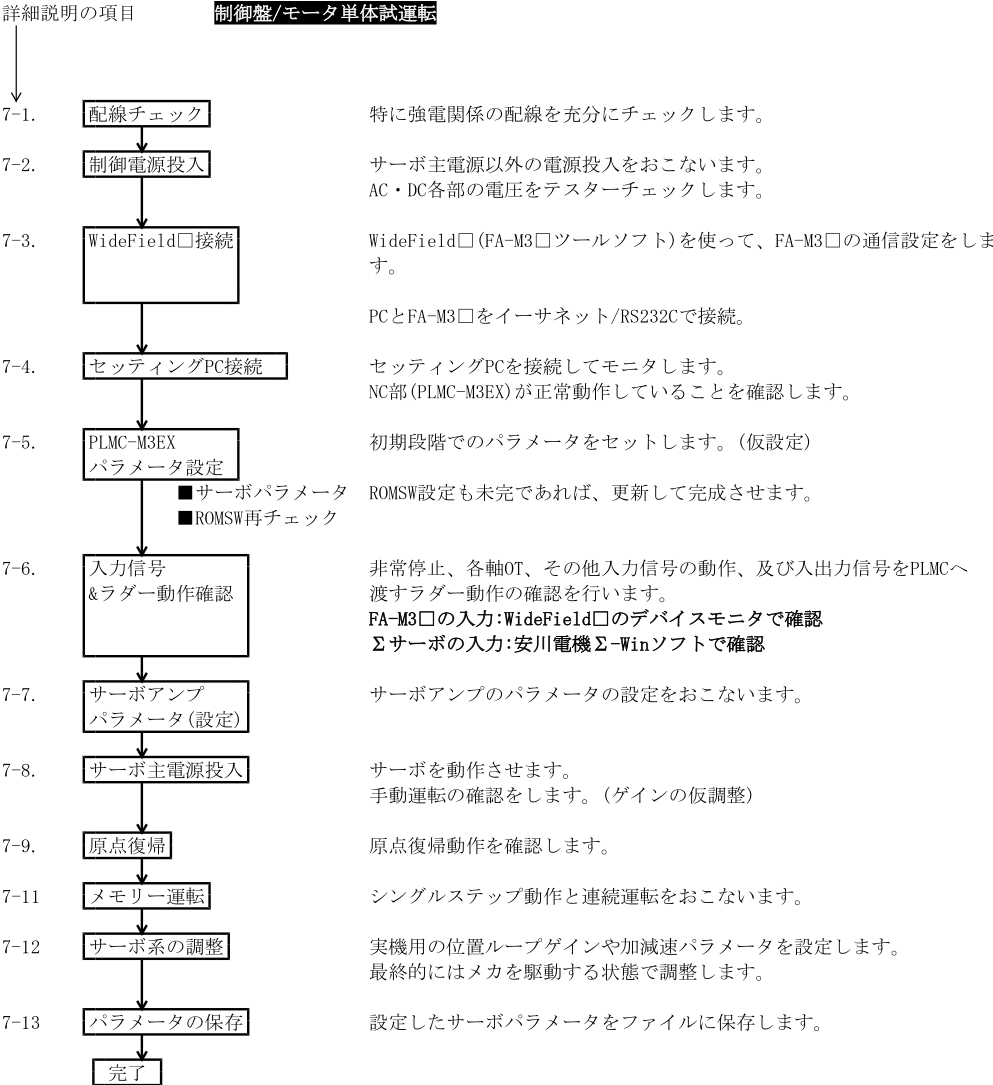 詳細説明の項目 制御盤/モータ単体試運転
7-1. 配線チェック 特に強電関係の配線を充分にチェックします。
7-2. 制御電源投入 サーボ主電源以外の電源投入をおこないます。
AC・DC各部の電圧をテスターチェックします。
7-3. WideField□接続 WideField□(FA-M3□ツールソフト)を使って、FA-M3□の通信設定をしま
す。
PCとFA-M3□をイーサネット/RS232Cで接続。
7-4. セッティングPC接続 セッティングPCを接続してモニタします。
NC部(PLMC-M3EX)が正常動作していることを確認します。
7-5. PLMC-M3EX 初期段階でのパラメータをセットします。(仮設定)
パラメータ設定
■サーボパラメータ ROMSW設定も未完であれば、更新して完成させます。
■ROMSW再チェック
7-6. 入力信号 非常停止、各軸OT、その他入力信号の動作、及び入出力信号をPLMCへ
&ラダー動作確認 渡すラダー動作の確認を行います。
FA-M3□の入力:WideField□のデバイスモニタで確認
Σサーボの入力:安川電機Σ-Winソフトで確認
7-7. サーボアンプ サーボアンプのパラメータの設定をおこないます。
パラメータ(設定)
7-8. サーボ主電源投入 サーボを動作させます。
手動運転の確認をします。(ゲインの仮調整)
7-9. 原点復帰 原点復帰動作を確認します。
7-11 メモリー運転 シングルステップ動作と連続運転をおこないます。
7-12 サーボ系の調整 実機用の位置ループゲインや加減速パラメータを設定します。
最終的にはメカを駆動する状態で調整します。
7-13 パラメータの保存 設定したサーボパラメータをファイルに保存します。
完了